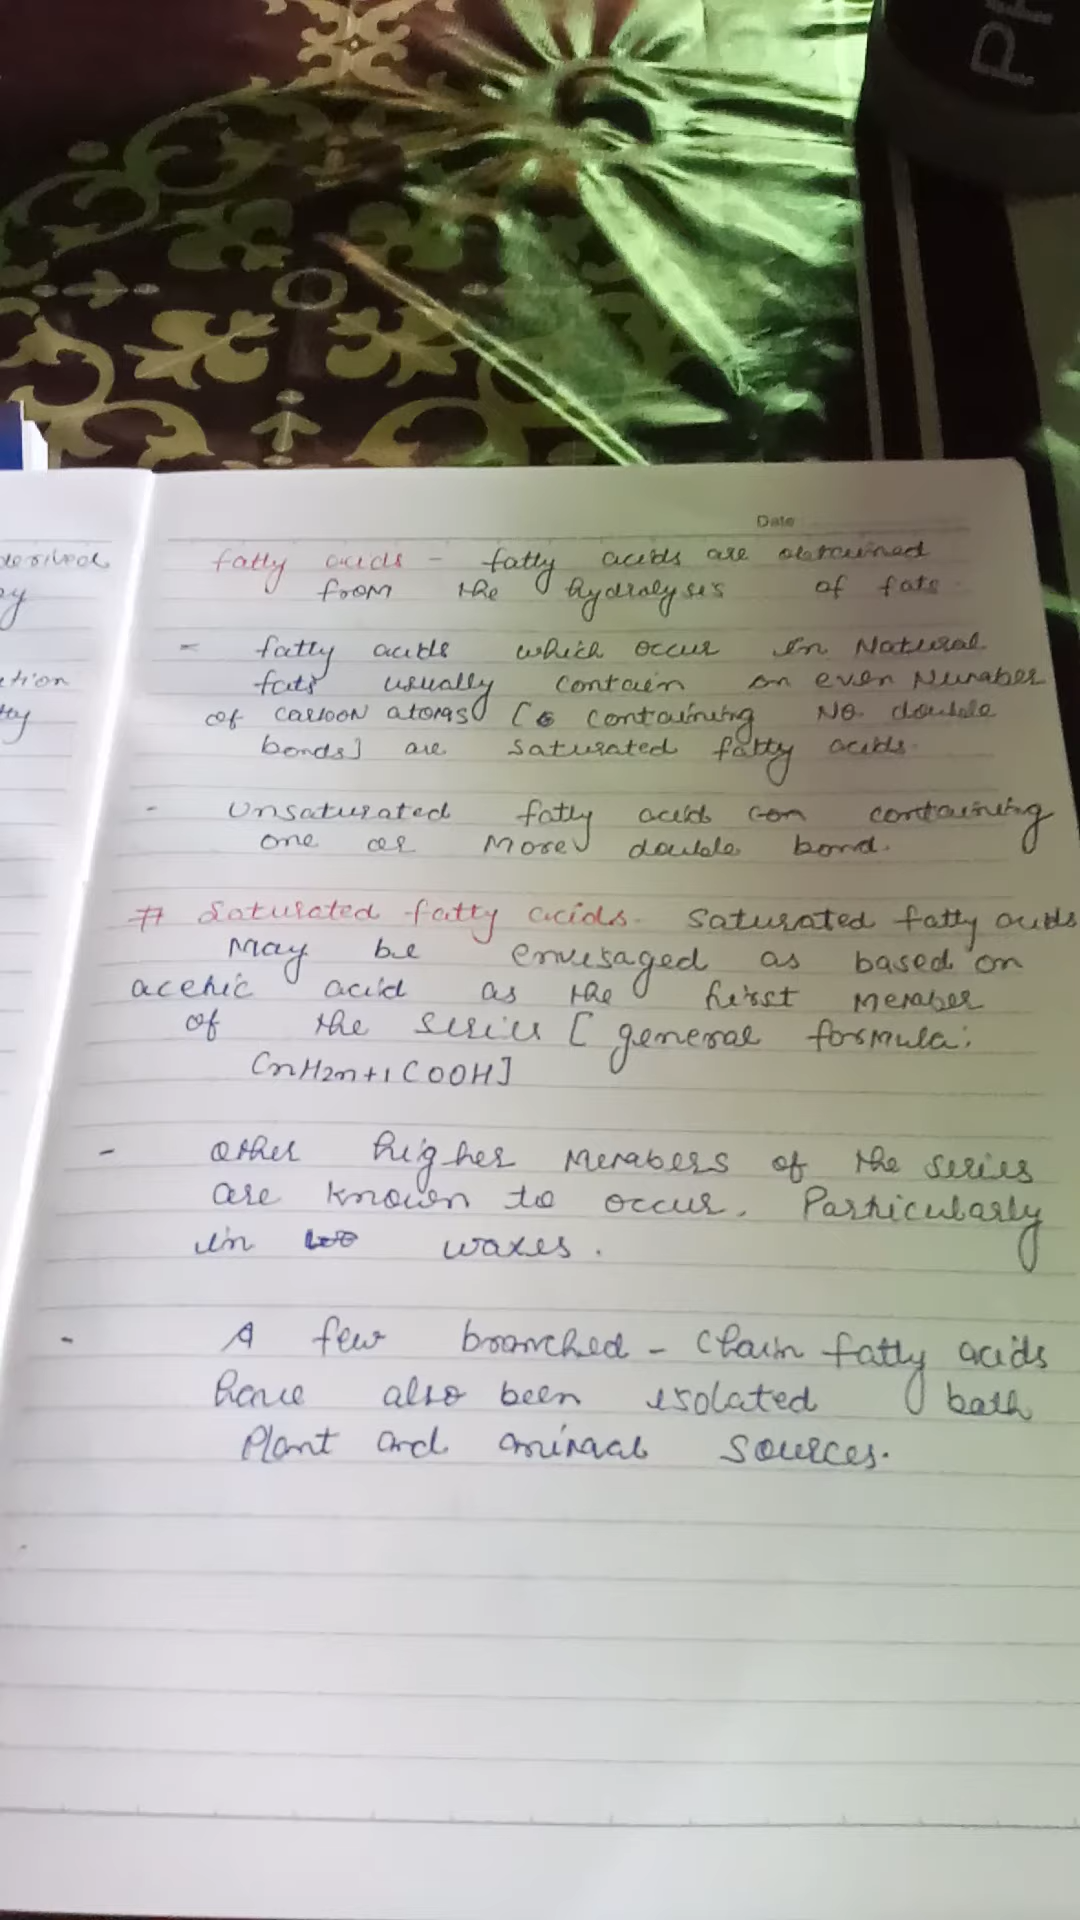 PH
Date
derived
fatty acids - fatty acids are obtained
from the hydrolysis of fats
= fatty acids which occur in Natural
fats usually contain an even Number
of carbon atoms [ containing No double
bonds] are saturated fatty acids.
- Unsaturated fatty acid con containing
one or More double bond.
# Saturated fatty acids. Saturated fatty acids
May be envisaged as based on
acetic acid as the first Member
of the series [ general formula:
CnH2n+1 COOH]
- other higher Members of the series
are known to occur. Particularly
in waxes.
- A few branched - chain fatty acids
have also been isolated both
Plant and animal sources.